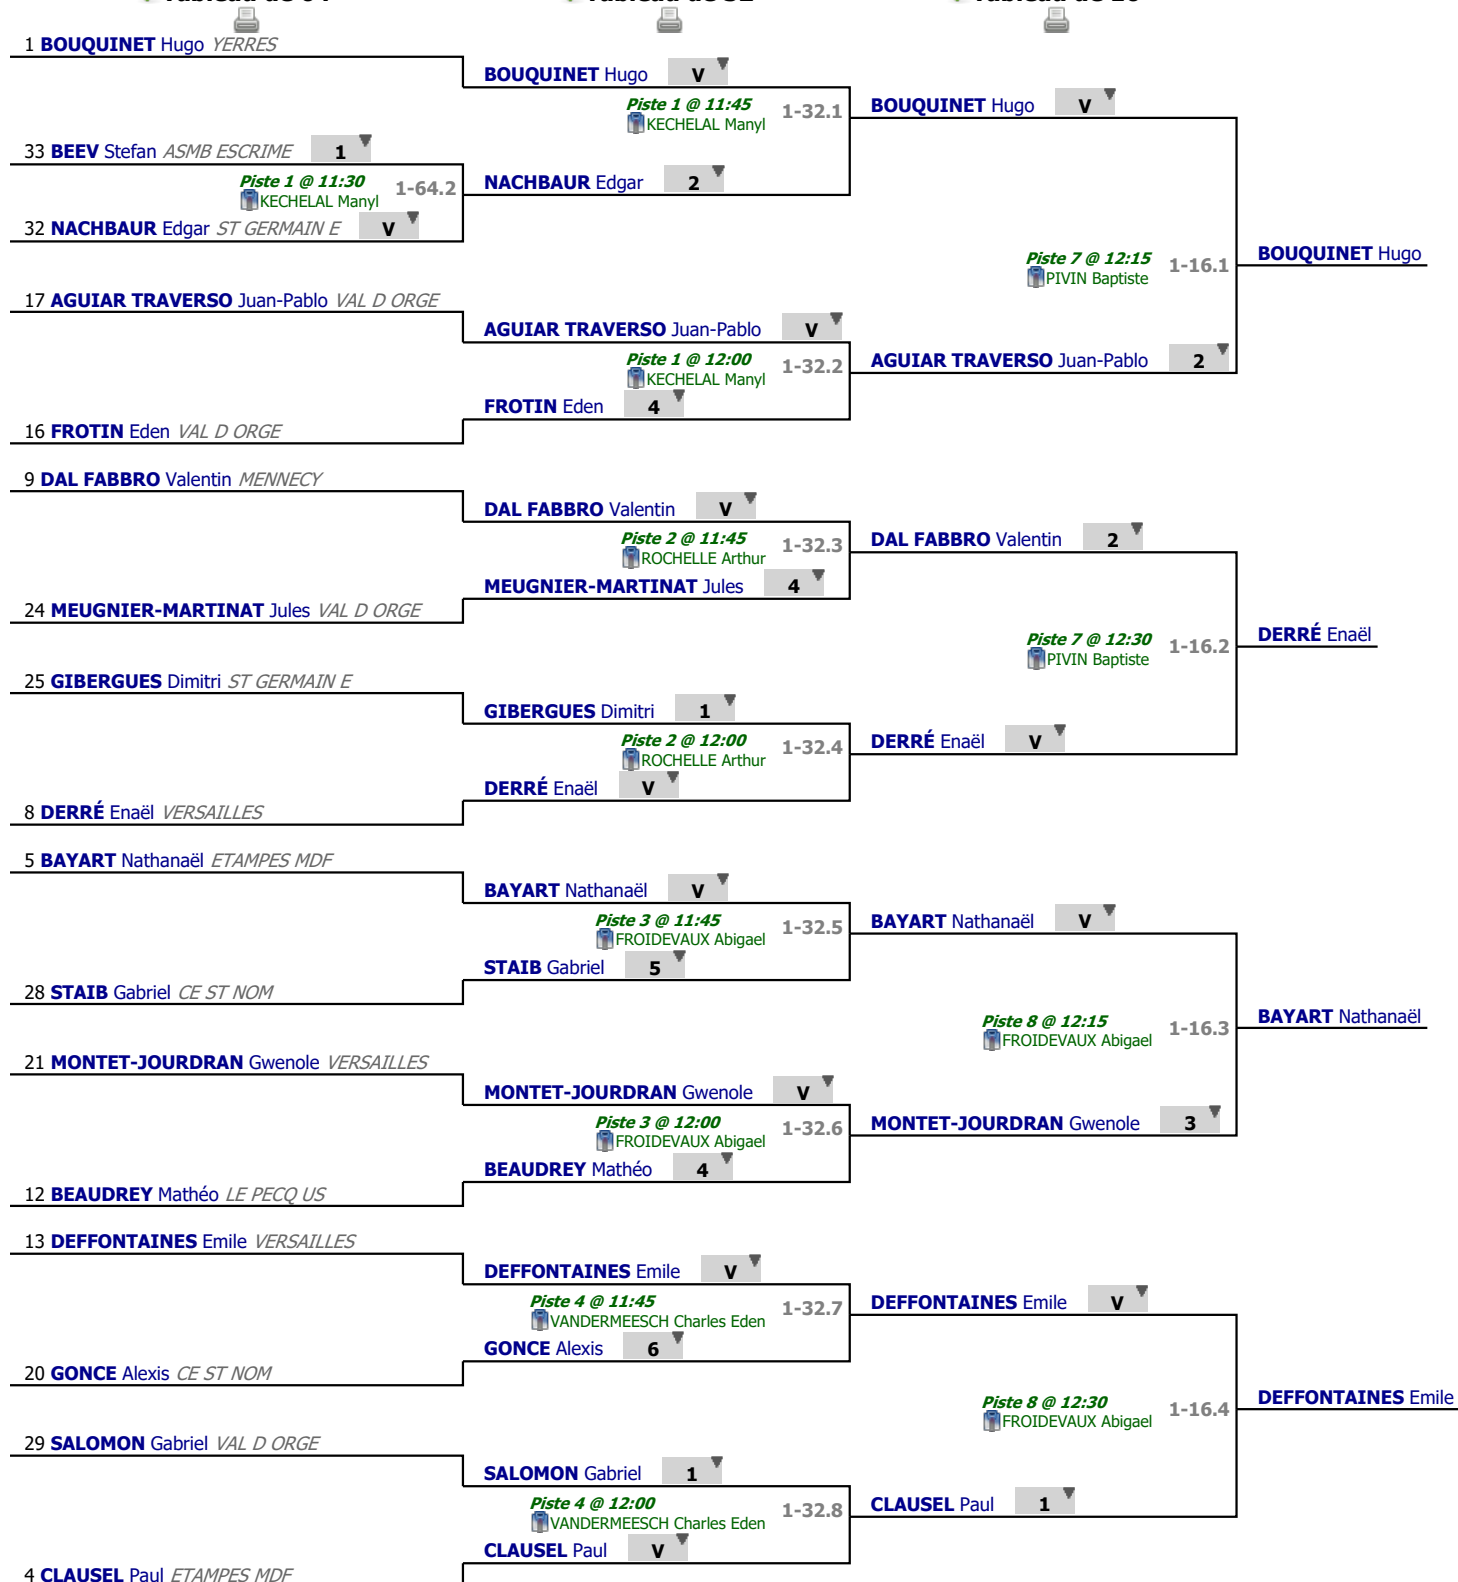 1 BOUQUINET Hugo YERRES
BOUQUINET Hugo V
Piste 1 @ 11:45
KECHELAL Manyl
1-32.1
BOUQUINET Hugo V
33 BEEV Stefan ASMB ESCRIME 1
Piste 1 @ 11:30
KECHELAL Manyl
1-64.2
NACHBAUR Edgar 2
32 NACHBAUR Edgar ST GERMAIN E V
Piste 7 @ 12:15
PIVIN Baptiste
1-16.1
BOUQUINET Hugo
17 AGUIAR TRAVERSO Juan-Pablo VAL D ORGE
AGUIAR TRAVERSO Juan-Pablo V
Piste 1 @ 12:00
KECHELAL Manyl
1-32.2
AGUIAR TRAVERSO Juan-Pablo 2
FROTIN Eden 4
16 FROTIN Eden VAL D ORGE
9 DAL FABBRO Valentin MENNECY
DAL FABBRO Valentin V
Piste 2 @ 11:45
ROCHELLE Arthur
1-32.3
DAL FABBRO Valentin 2
MEUGNIER-MARTINAT Jules 4
24 MEUGNIER-MARTINAT Jules VAL D ORGE
Piste 7 @ 12:30
PIVIN Baptiste
1-16.2
DERRÉ Enaël
25 GIBERGUES Dimitri ST GERMAIN E
GIBERGUES Dimitri 1
Piste 2 @ 12:00
ROCHELLE Arthur
1-32.4
DERRÉ Enaël V
DERRÉ Enaël V
8 DERRÉ Enaël VERSAILLES
5 BAYART Nathanaël ETAMPES MDF
BAYART Nathanaël V
Piste 3 @ 11:45
FROIDEVAUX Abigael
1-32.5
BAYART Nathanaël V
STAIB Gabriel 5
28 STAIB Gabriel CE ST NOM
Piste 8 @ 12:15
FROIDEVAUX Abigael
1-16.3
BAYART Nathanaël
21 MONTET-JOURDRAN Gwenole VERSAILLES
MONTET-JOURDRAN Gwenole V
Piste 3 @ 12:00
FROIDEVAUX Abigael
1-32.6
MONTET-JOURDRAN Gwenole 3
BEAUDREY Mathéo 4
12 BEAUDREY Mathéo LE PECQ US
13 DEFFONTAINES Emile VERSAILLES
DEFFONTAINES Emile V
Piste 4 @ 11:45
VANDERMEESCH Charles Eden
1-32.7
DEFFONTAINES Emile V
GONCE Alexis 6
20 GONCE Alexis CE ST NOM
Piste 8 @ 12:30
FROIDEVAUX Abigael
1-16.4
DEFFONTAINES Emile
29 SALOMON Gabriel VAL D ORGE
SALOMON Gabriel 1
Piste 4 @ 12:00
VANDERMEESCH Charles Eden
1-32.8
CLAUSEL Paul 1
CLAUSEL Paul V
4 CLAUSEL Paul ETAMPES MDF